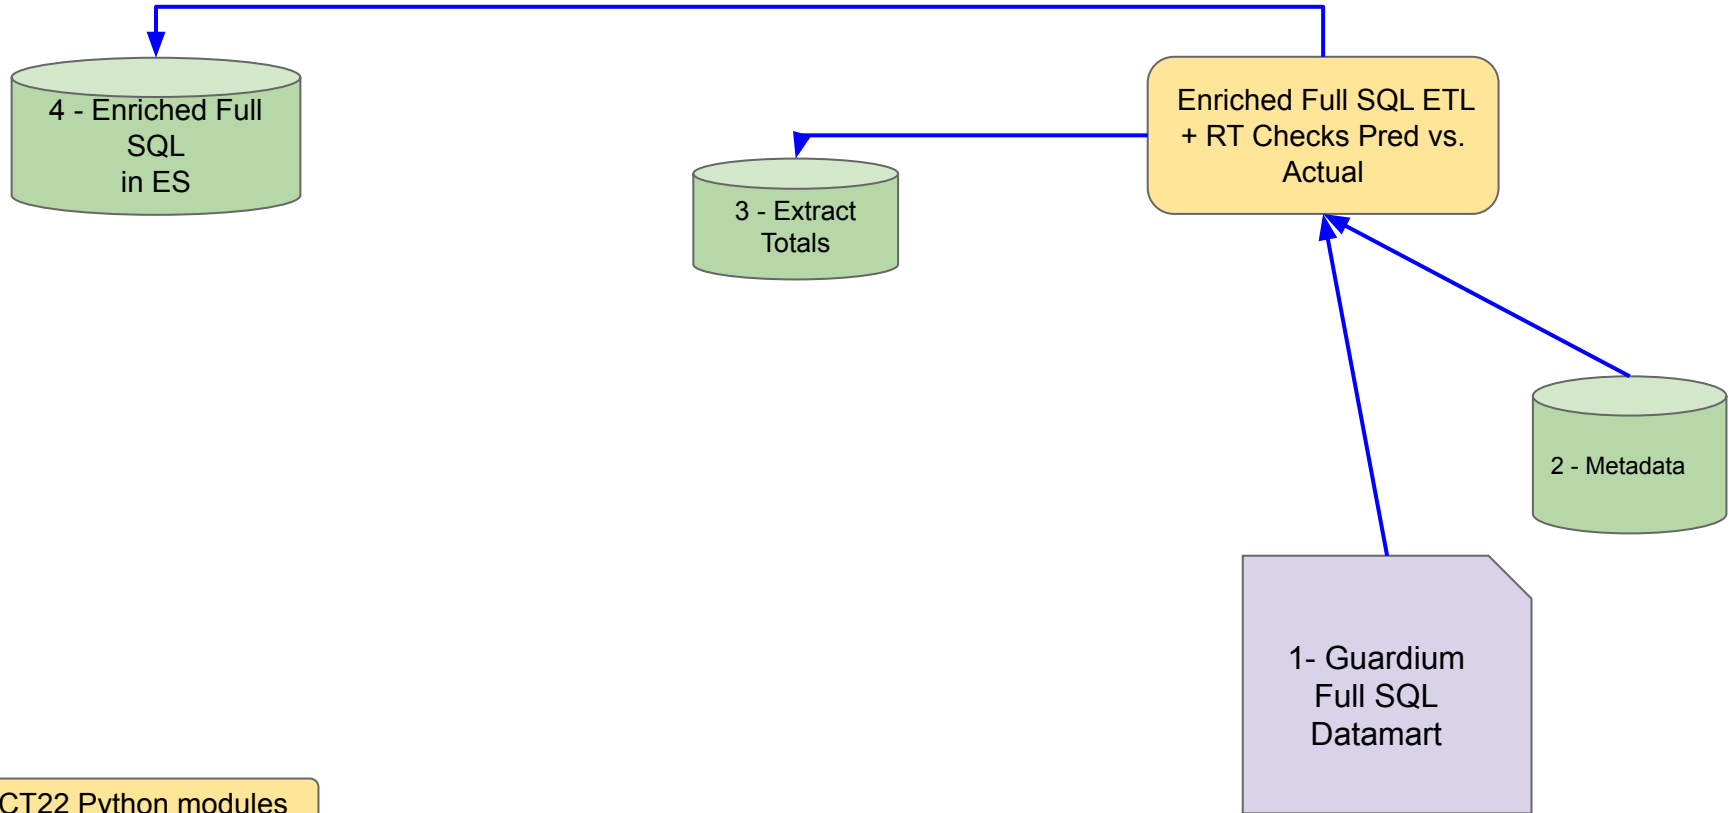 4 - Enriched Full
SQL
in ES
Enriched Full SQL ETL
+ RT Checks Pred vs.
Actual
3 - Extract
Totals
2 - Metadata
1- Guardium
Full SQL
Datamart
CT22 Python modules